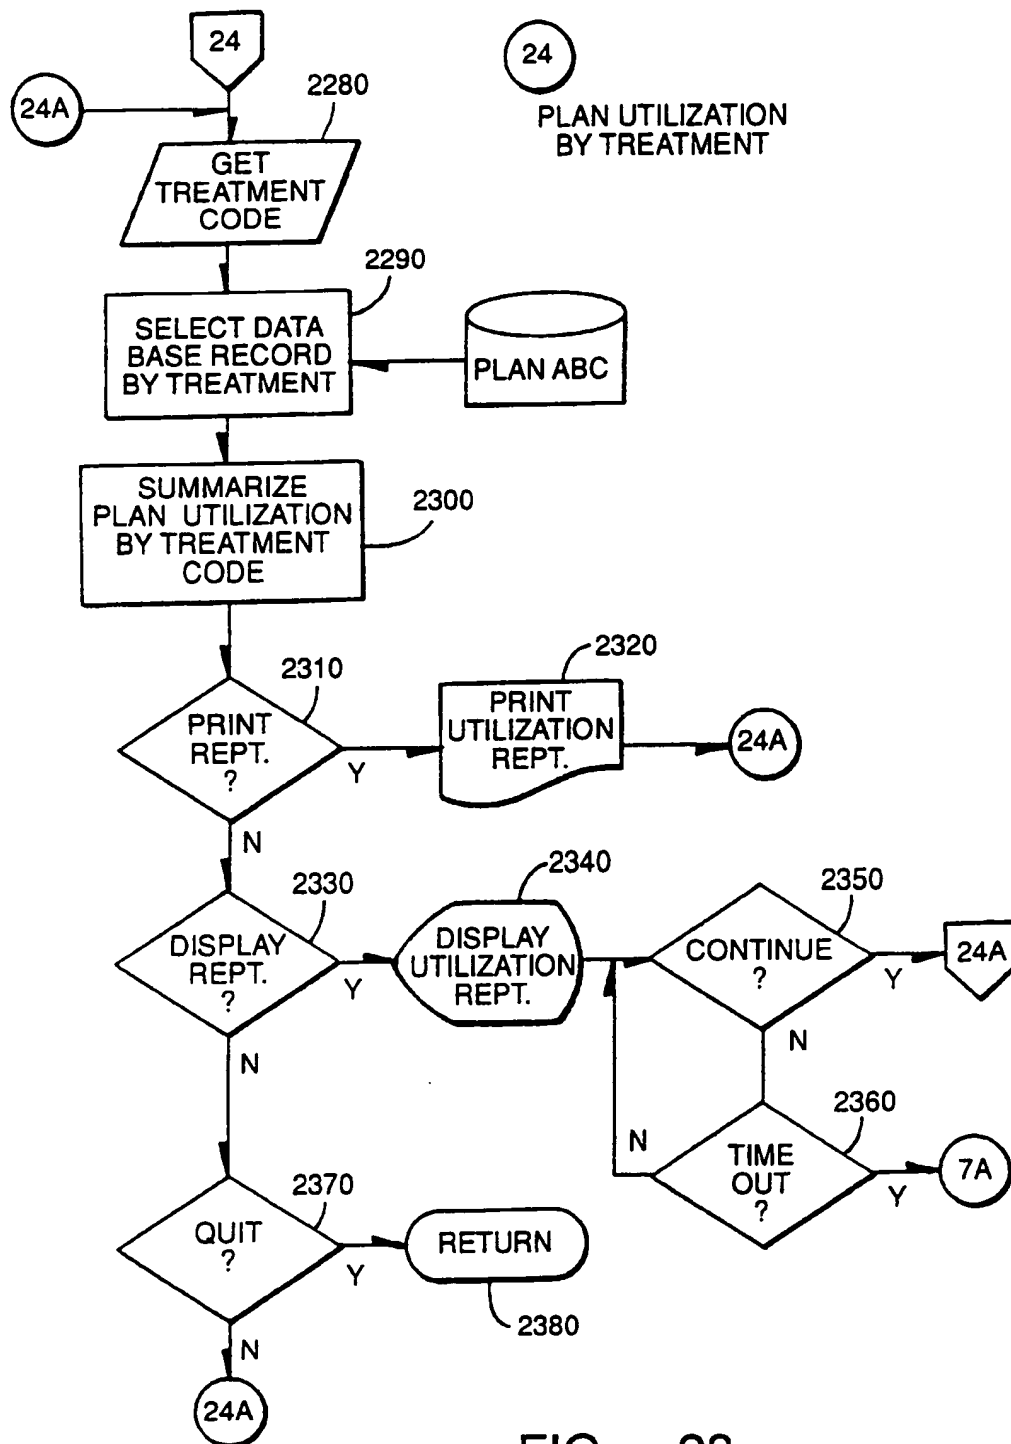 24
24
24A
2280
PLAN UTILIZATION
BY TREATMENT
GET
TREATMENT
CODE
2290
SELECT DATA
BASE RECORD
BY TREATMENT
PLAN ABC
SUMMARIZE
PLAN UTILIZATION
BY TREATMENT
CODE
2300
2310
PRINT
REPT.
?
Y
N
2320
PRINT
UTILIZATION
REPT.
24A
2330
DISPLAY
REPT.
?
Y
N
2340
DISPLAY
UTILIZATION
REPT.
2350
CONTINUE
?
Y
N
24A
2360
TIME
OUT
?
N
Y
7A
2370
QUIT
?
Y
N
RETURN
2380
24A